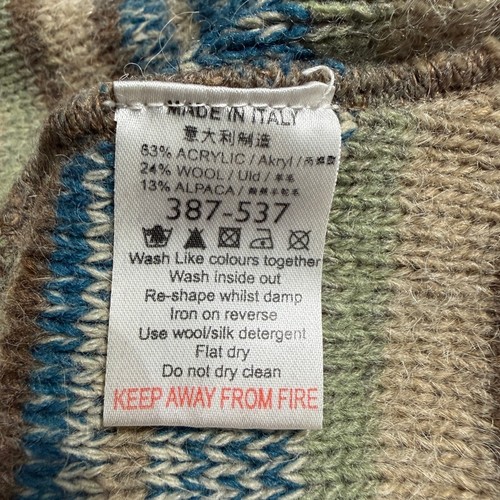 MADE IN ITALY
意大利制造
63% ACRYLIC / Akryl /
24% WOOL / Uld / 羊毛
13% ALPACA /
387-537
Wash Like colours together
Wash inside out
Re-shape whilst damp
Iron on reverse
Use wool/silk detergent
Flat dry
Do not dry clean
KEEP AWAY FROM FIRE